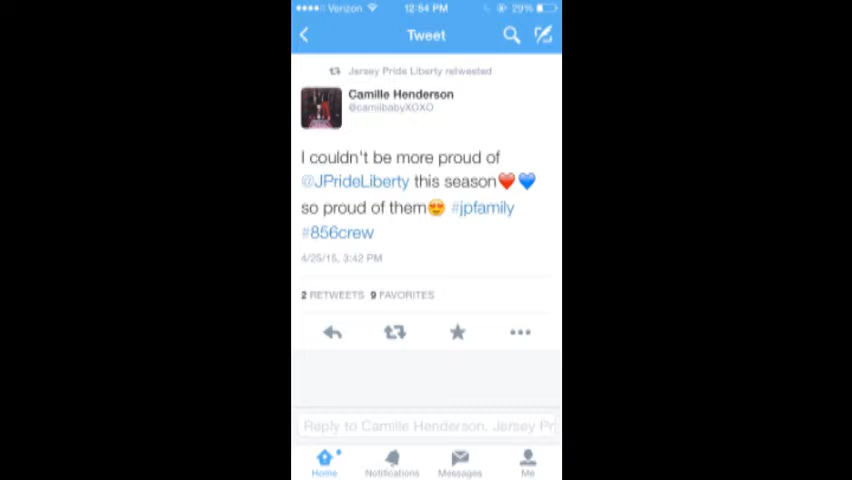 Verizon 12:54 PM 29%
Tweet
Jersey Pride Liberty retweeted
Camille Henderson
@camilbabyXOXO
I couldn't be more proud of
@JPrideLiberty this season❤️💙
so proud of them😍 #jpfamily
#856crew
4/25/15, 3:42 PM
2 RETWEETS 9 FAVORITES
Reply to Camille Henderson, Jersey Pr
Home Notifications Messages Me